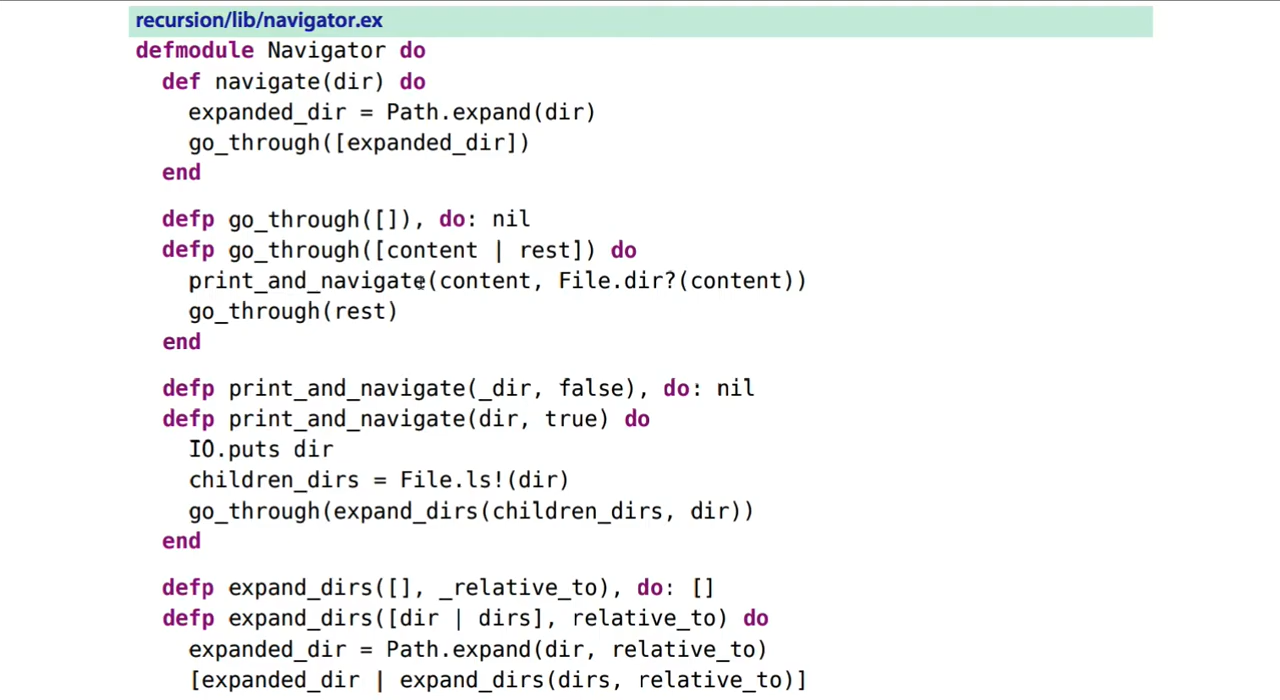 recursion/lib/navigator.ex
defmodule Navigator do
  def navigate(dir) do
    expanded_dir = Path.expand(dir)
    go_through([expanded_dir])
  end
  defp go_through([]), do: nil
  defp go_through([content | rest]) do
    print_and_navigate(content, File.dir?(content))
    go_through(rest)
  end
  defp print_and_navigate(_dir, false), do: nil
  defp print_and_navigate(dir, true) do
    IO.puts dir
    children_dirs = File.ls!(dir)
    go_through(expand_dirs(children_dirs, dir))
  end
  defp expand_dirs([], _relative_to), do: []
  defp expand_dirs([dir | dirs], relative_to) do
    expanded_dir = Path.expand(dir, relative_to)
    [expanded_dir | expand_dirs(dirs, relative_to)]